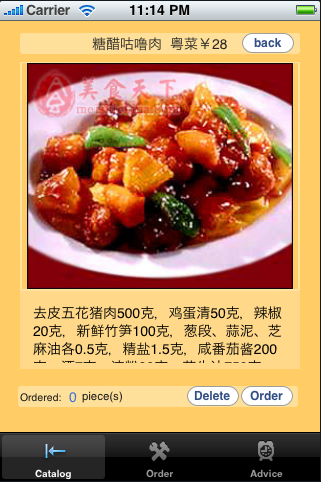 Carrier 11:14 PM
糖醋咕噜肉 粤菜￥28 back
美食天下
去皮五花猪肉500克，鸡蛋清50克，辣椒
20克，新鲜竹笋100克，葱段、蒜泥、芝
麻油各0.5克，精盐1.5克，咸番茄酱200
Ordered: 0 piece(s) Delete Order
Catalog Order Advice